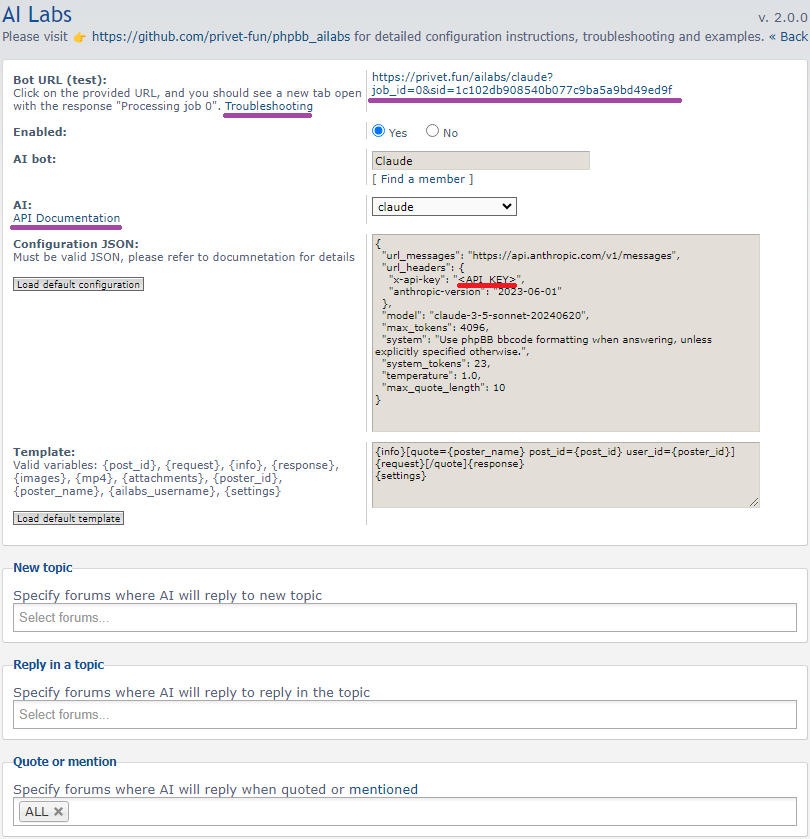 AI Labs
v. 2.0.0
Please visit 👉 https://github.com/privet-fun/phpbb_ailabs for detailed configuration instructions, troubleshooting and examples. « Back
Bot URL (test):
Click on the provided URL, and you should see a new tab open
with the response "Processing job 0". Troubleshooting
https://privet.fun/ailabs/claude?
job_id=0&sid=1c102db908540b077c9ba5a9bd49ed9f
Enabled:
Yes No
AI bot:
Claude
[ Find a member ]
AI:
API Documentation
claude
Configuration JSON:
Must be valid JSON, please refer to documnetation for details
Load default configuration
{
"url_messages": "https://api.anthropic.com/v1/messages",
"url_headers": {
"x-api-key": "<API_KEY>",
"anthropic-version": "2023-06-01"
},
"model": "claude-3-5-sonnet-20240620",
"max_tokens": 4096,
"system": "Use phpBB bbcode formatting when answering, unless
explicitly specified otherwise.",
"system_tokens": 23,
"temperature": 1.0,
"max_quote_length": 10
}
Template:
Valid variables: {post_id}, {request}, {info}, {response},
{images}, {mp4}, {attachments}, {poster_id},
{poster_name}, {ailabs_username}, {settings}
Load default template
{info}[quote={poster_name} post_id={post_id} user_id={poster_id}]
{request}[/quote]{response}
{settings}
New topic
Specify forums where AI will reply to new topic
Select forums...
Reply in a topic
Specify forums where AI will reply to reply in the topic
Select forums...
Quote or mention
Specify forums where AI will reply when quoted or mentioned
ALL ✖